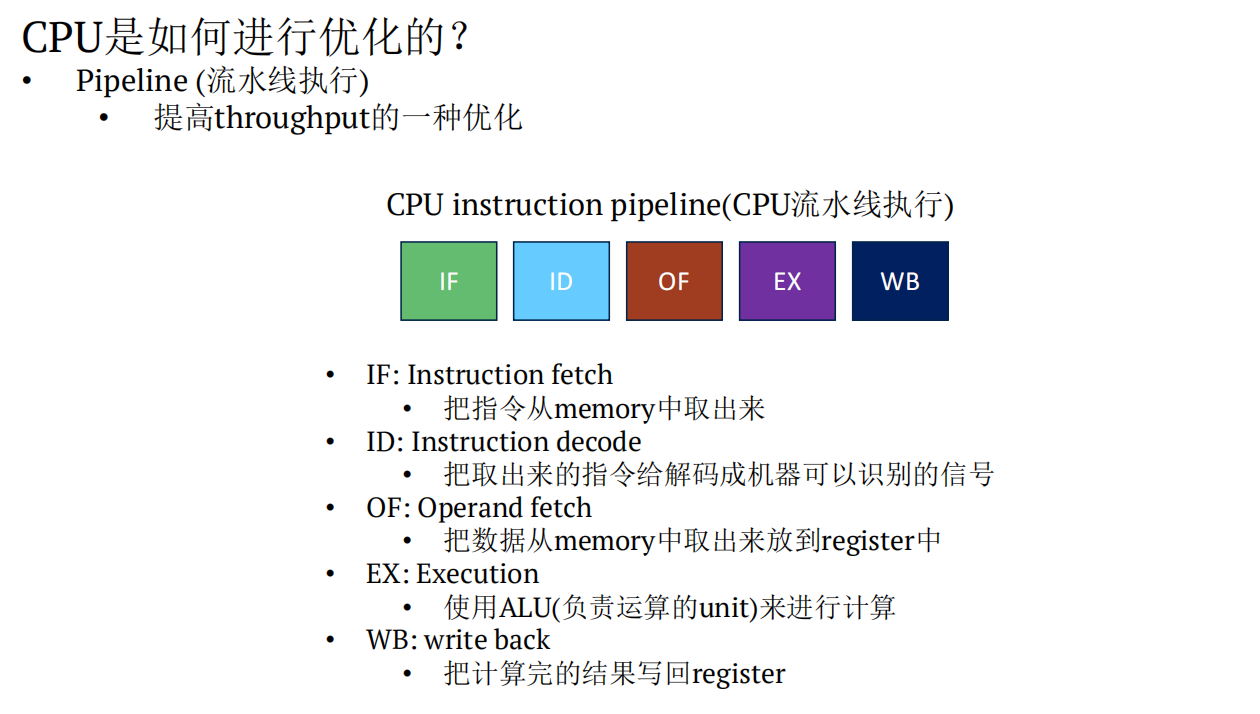 CPU是如何进行优化的?
• Pipeline (流水线执行)
• 提高throughput的一种优化
CPU instruction pipeline(CPU流水线执行)
IF ID OF EX WB
• IF: Instruction fetch
• 把指令从memory中取出来
• ID: Instruction decode
• 把取出来的指令给解码成机器可以识别的信号
• OF: Operand fetch
• 把数据从memory中取出来放到register中
• EX: Execution
• 使用ALU(负责运算的unit)来进行计算
• WB: write back
• 把计算完的结果写回register